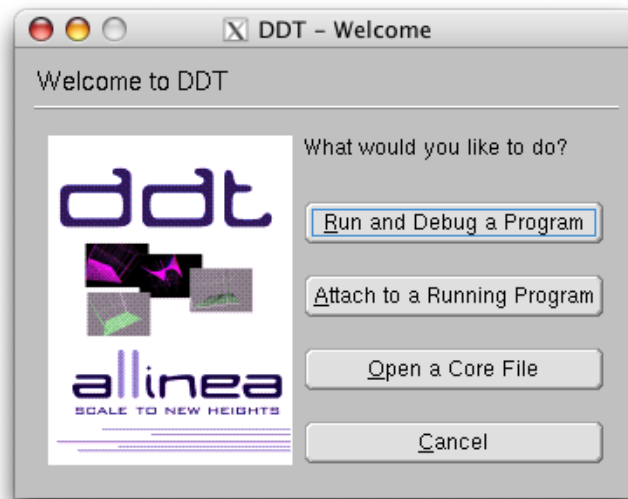 DDT - Welcome
Welcome to DDT
What would you like to do?
ddt
Run and Debug a Program
Attach to a Running Program
Open a Core File
allinea
SCALE TO NEW HEIGHTS
Cancel